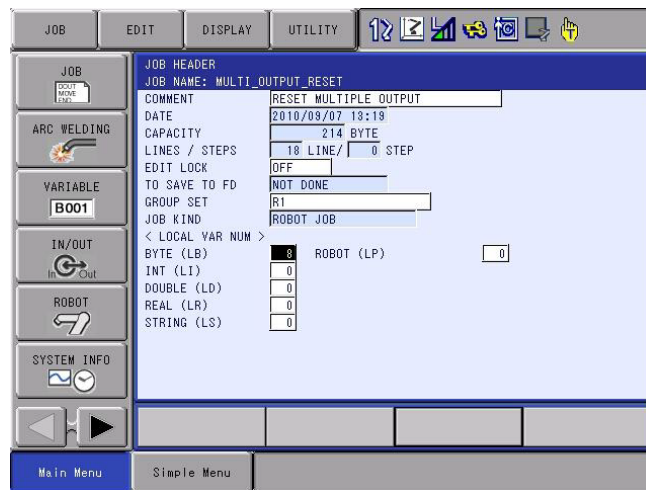 JOB EDIT DISPLAY UTILITY
JOB
DOUT
MOVE
END
ARC WELDING
VARIABLE
B001
IN/OUT
In Out
ROBOT
SYSTEM INFO
JOB HEADER
JOB NAME: MULTI_OUTPUT_RESET
COMMENT RESET MULTIPLE OUTPUT
DATE 2010/09/07 13:19
CAPACITY 214 BYTE
LINES / STEPS 18 LINE/ 0 STEP
EDIT LOCK OFF
TO SAVE TO FD NOT DONE
GROUP SET R1
JOB KIND ROBOT JOB
< LOCAL VAR NUM >
BYTE (LB) 8 ROBOT (LP) 0
INT (LI) 0
DOUBLE (LD) 0
REAL (LR) 0
STRING (LS) 0
Main Menu Simple Menu